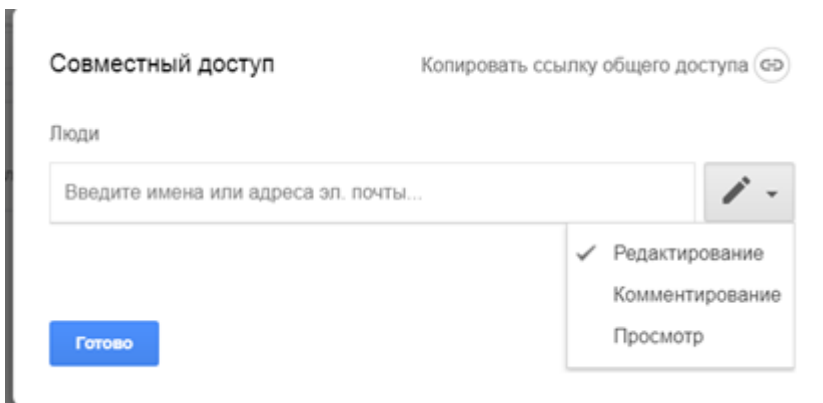 Совместный доступ
Копировать ссылку общего доступа
Люди
Введите имена или адреса эл. почты...
Редактирование
Комментирование
Просмотр
Готово